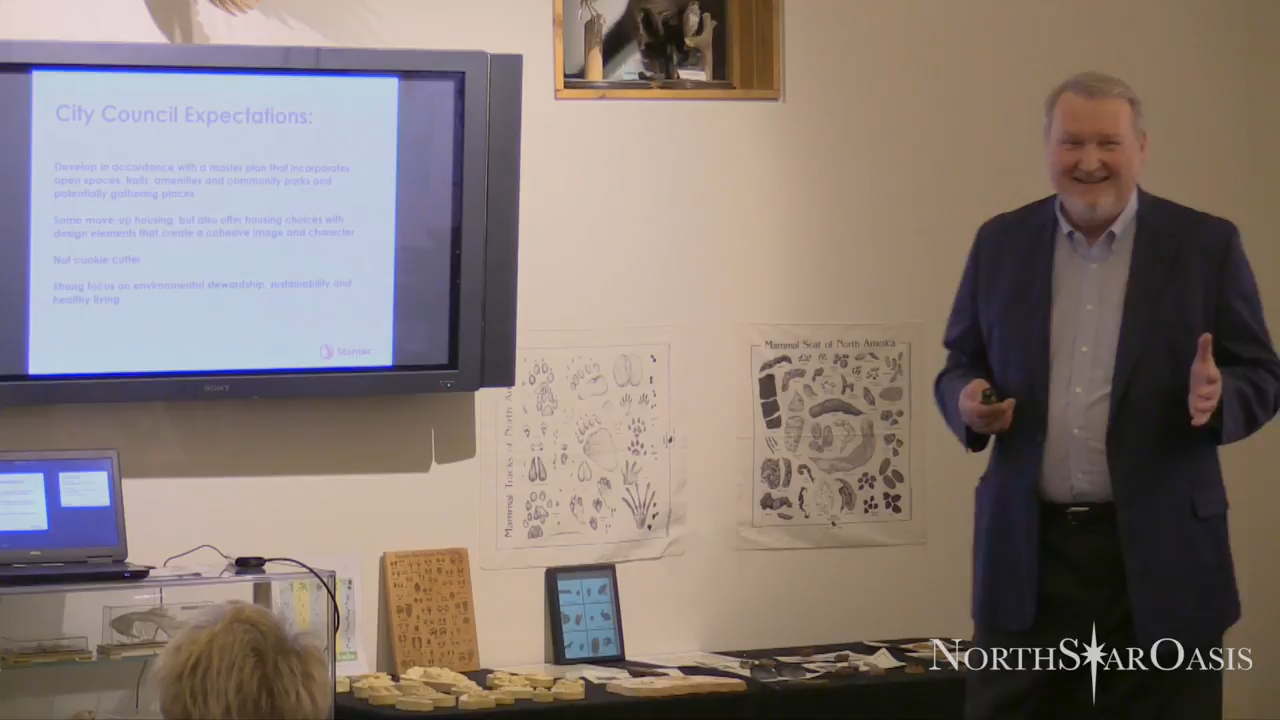 City Council Expectations:
Develop in accordance with a master plan that incorporates
open spaces, trails, amenities and community parks and
potentially gathering places
Some move-up housing, but also offer housing choices with
design elements that create a cohesive image and character
Not cookie cutter
Strong focus on environmental stewardship, sustainability and
healthy living
Stantec
SONY
Mammal Tracks of North
Mammal Scat of North America
NORTHSTAROASIS